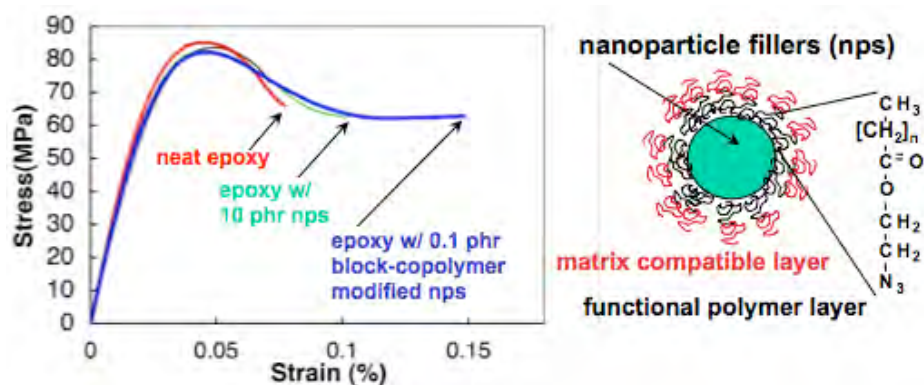 90
80
70
60
50
40
30
20
10
0
Stress(MPa)
0
0.05
0.1
0.15
Strain (%)
neat epoxy
epoxy w/
10 phr nps
epoxy w/ 0.1 phr
block-copolymer
modified nps
nanoparticle fillers (nps)
matrix compatible layer
functional polymer layer
CH3
[CH2]n
C=O
O
CH2
CH2
N3